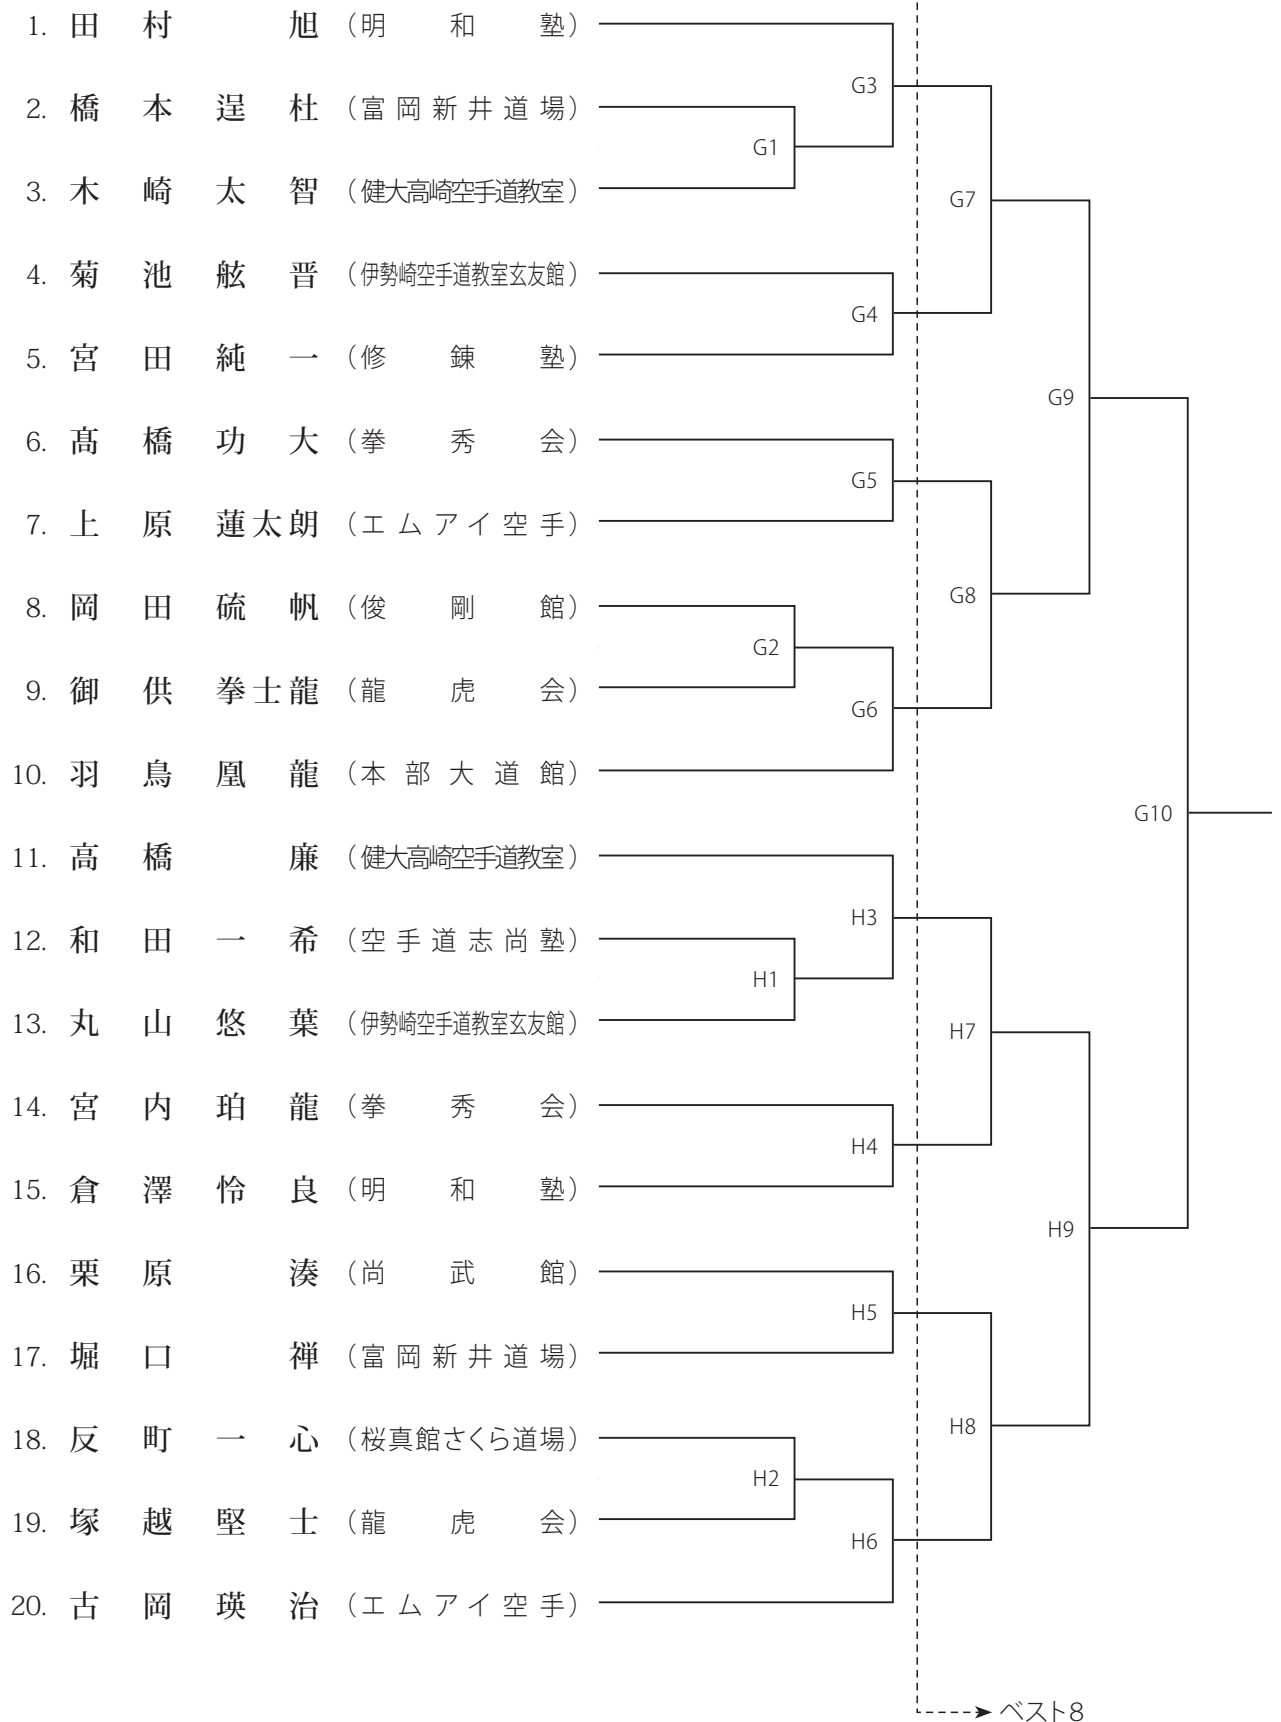 1. 田村 旭 (明和塾)
G3
2. 橋本逞杜 (富岡新井道場)
G1
3. 木崎太智 (健大高崎空手道教室)
G7
4. 菊池舷晋 (伊勢崎空手道教室玄友館)
G4
5. 宮田純一 (修錬塾)
G9
6. 髙橋功大 (拳秀会)
G5
7. 上原蓮太朗 (エムアイ空手)
G8
8. 岡田硫帆 (俊剛館)
G2
9. 御供拳士龍 (龍虎会)
G6
10. 羽鳥凰龍 (本部大道館)
G10
11. 高橋 廉 (健大高崎空手道教室)
H3
12. 和田一希 (空手道志尚塾)
H1
13. 丸山悠葉 (伊勢崎空手道教室玄友館)
H7
14. 宮内珀龍 (拳秀会)
H4
15. 倉澤怜良 (明和塾)
H9
16. 栗原 湊 (尚武館)
H5
17. 堀口 禅 (富岡新井道場)
H8
18. 反町一心 (桜真館さくら道場)
H2
19. 塚越堅士 (龍虎会)
H6
20. 古岡瑛治 (エムアイ空手)
ベスト8